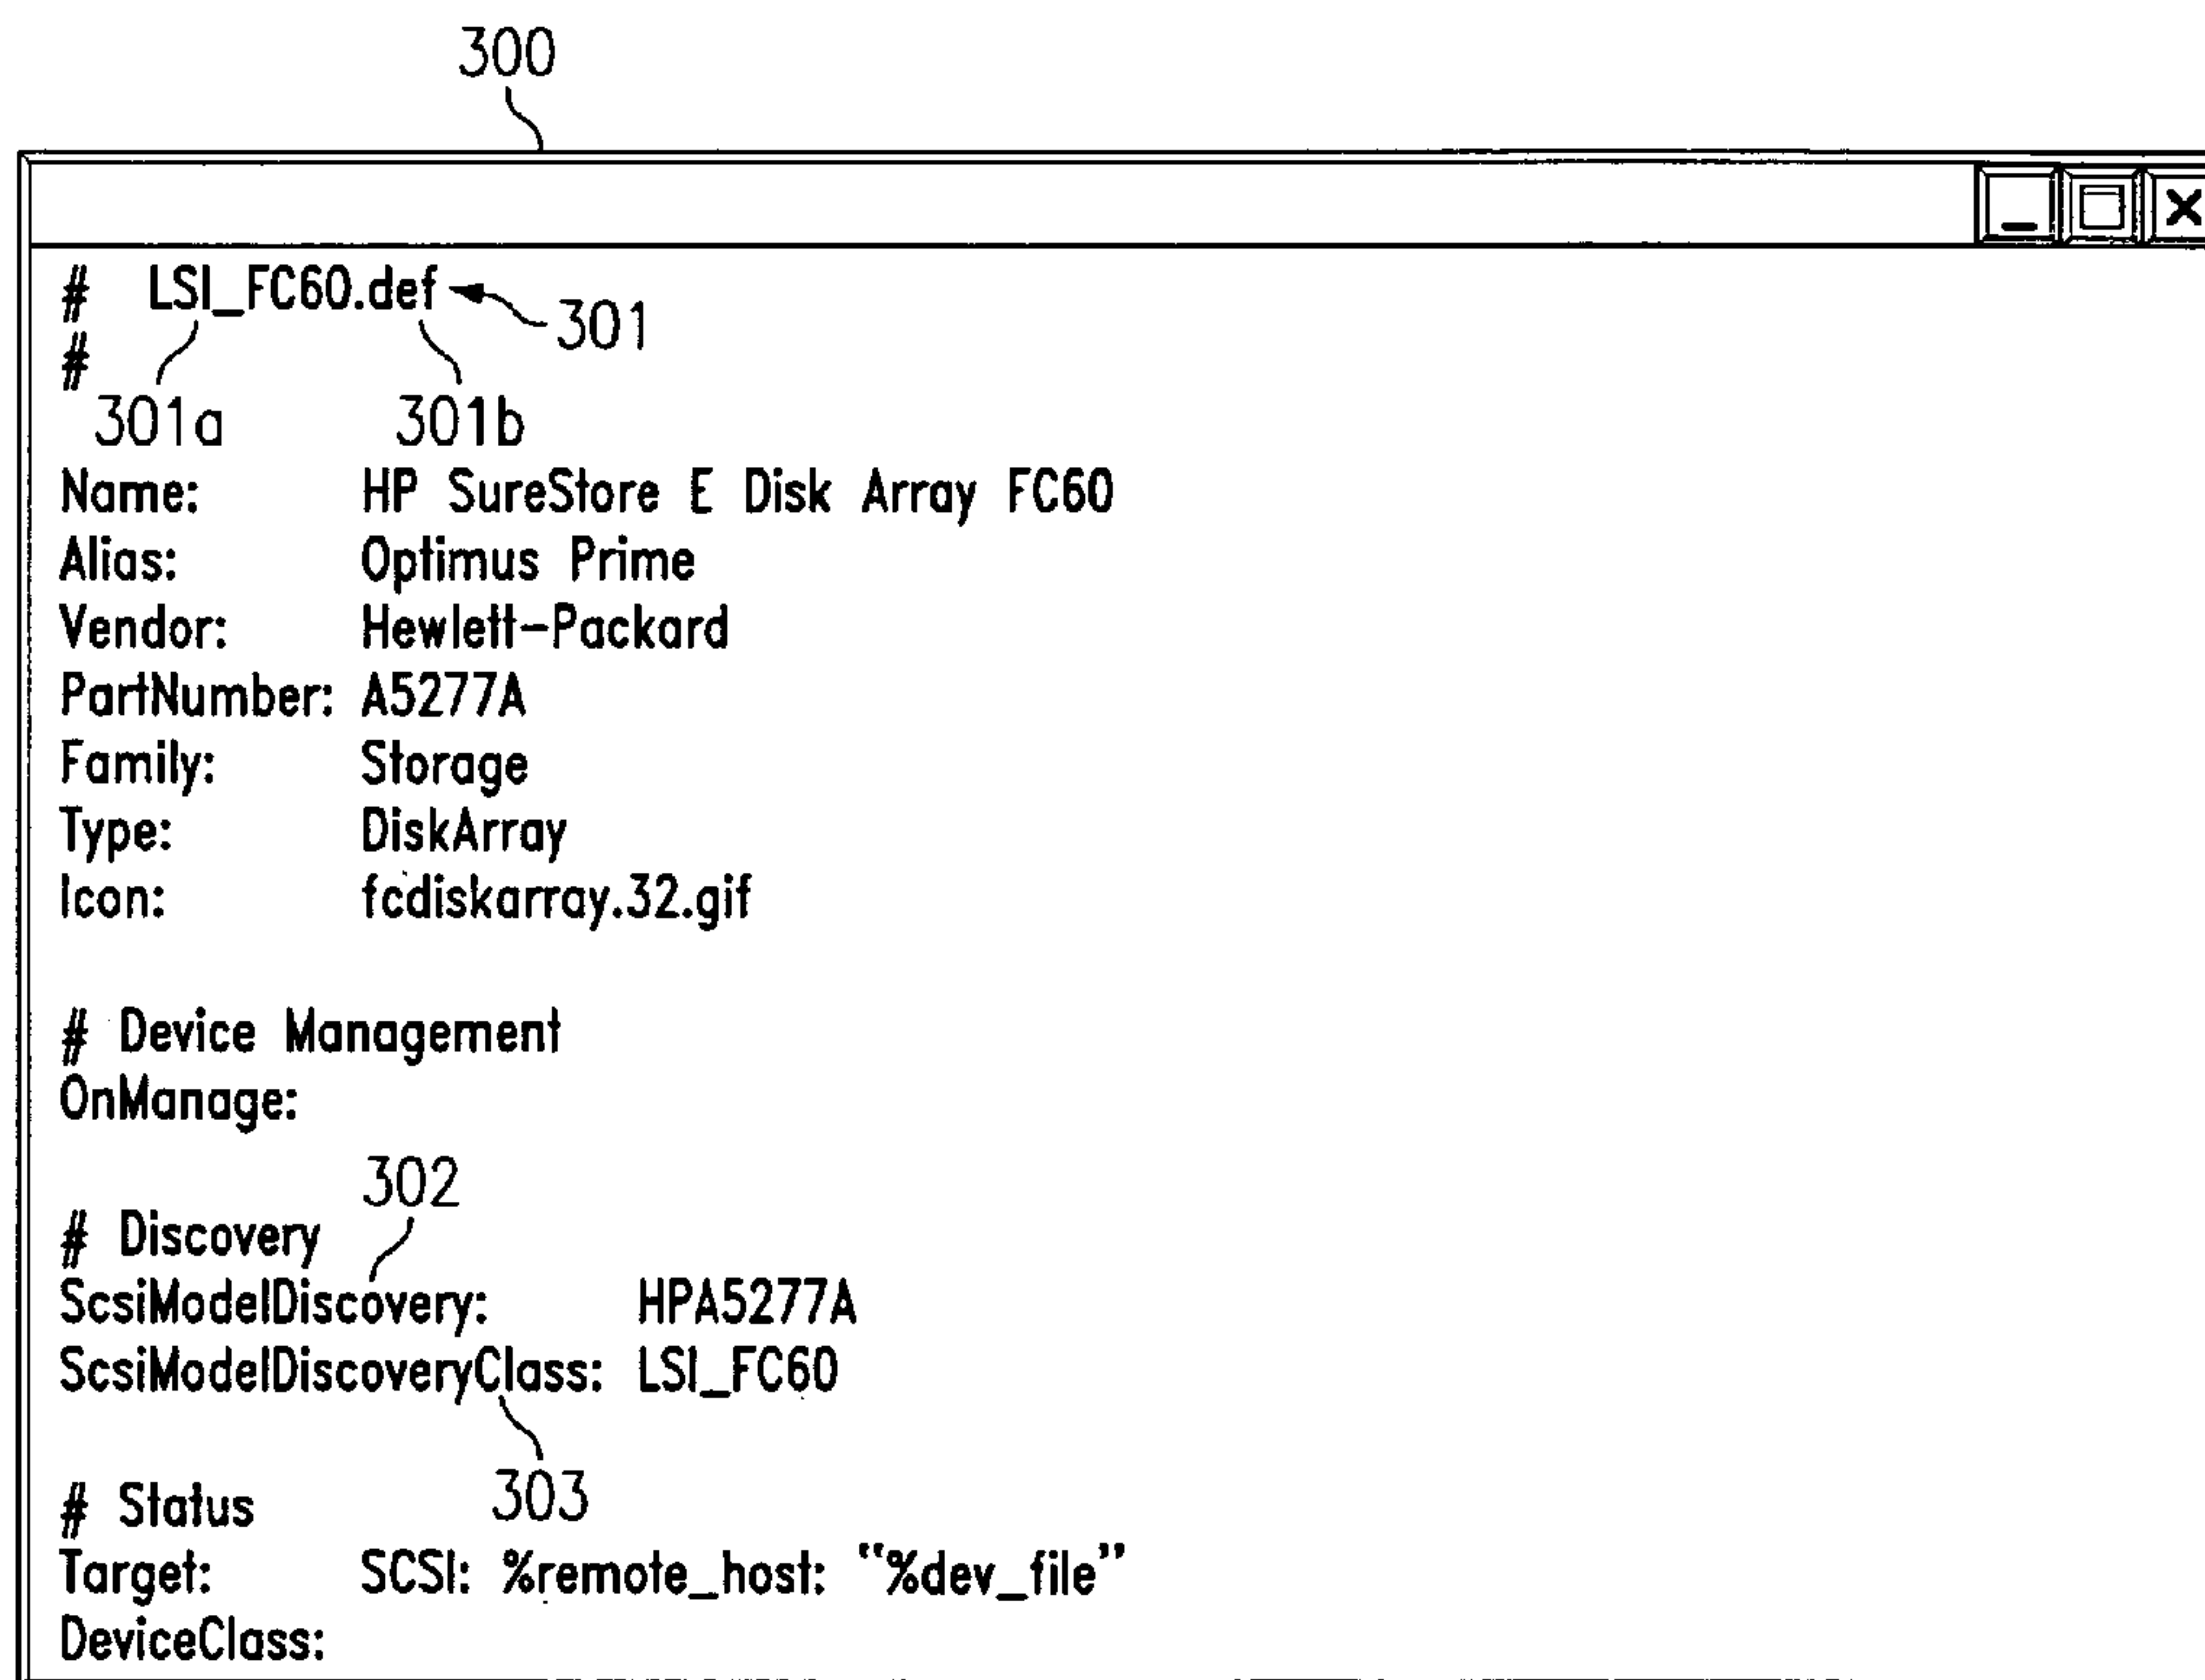 300
# LSI_FC60.def 301
#
301a 301b
Name: HP SureStore E Disk Array FC60
Alias: Optimus Prime
Vendor: Hewlett-Packard
PartNumber: A5277A
Family: Storage
Type: DiskArray
Icon: fcdiskarray.32.gif
# Device Management
OnManage:
302
# Discovery
ScsiModelDiscovery: HPA5277A
ScsiModelDiscoveryClass: LSI_FC60
303
# Status
Target: SCSI: %remote_host: “%dev_file”
DeviceClass: